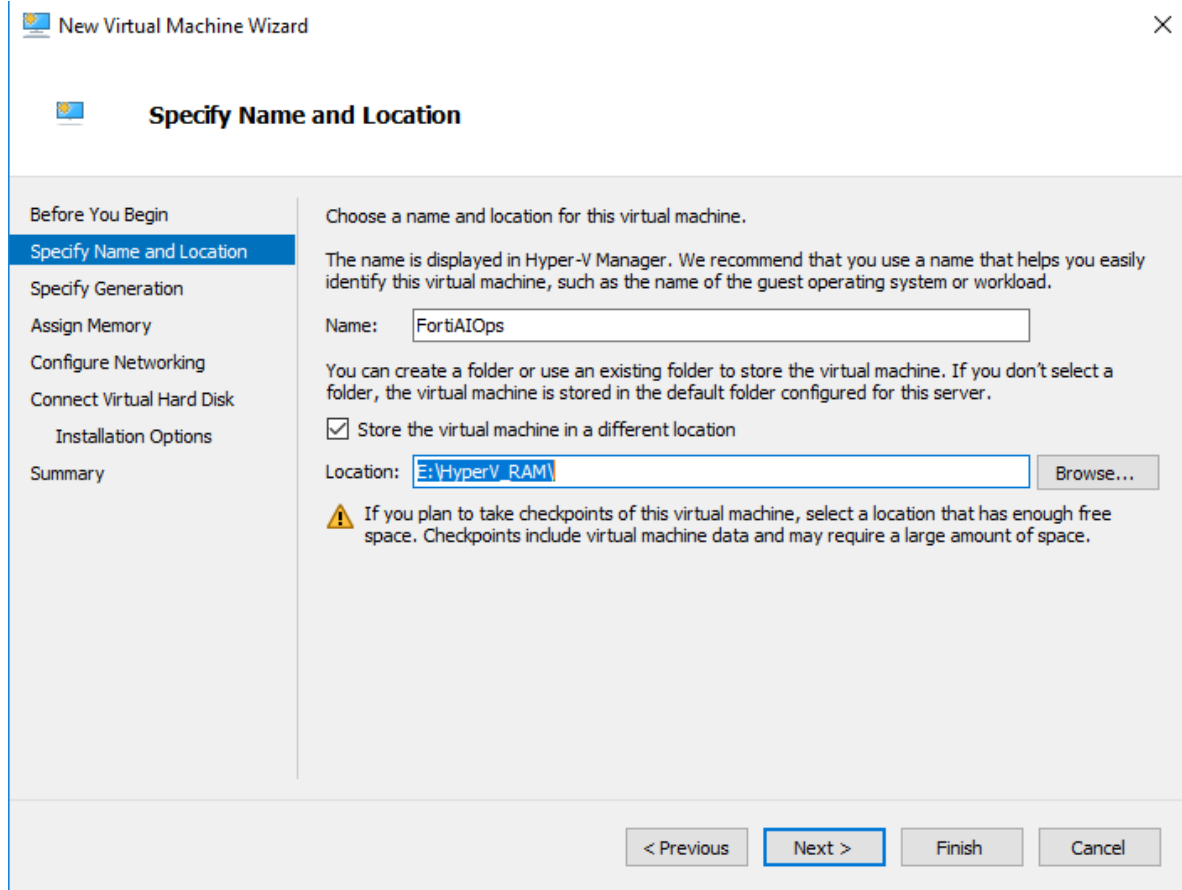 New Virtual Machine Wizard
Specify Name and Location
Before You Begin
Specify Name and Location
Specify Generation
Assign Memory
Configure Networking
Connect Virtual Hard Disk
Installation Options
Summary
Choose a name and location for this virtual machine.
The name is displayed in Hyper-V Manager. We recommend that you use a name that helps you easily
identify this virtual machine, such as the name of the guest operating system or workload.
Name: FortiAIOps
You can create a folder or use an existing folder to store the virtual machine. If you don't select a
folder, the virtual machine is stored in the default folder configured for this server.
Store the virtual machine in a different location
Location: E:\HyperV_RAM\ Browse...
If you plan to take checkpoints of this virtual machine, select a location that has enough free
space. Checkpoints include virtual machine data and may require a large amount of space.
< Previous Next > Finish Cancel